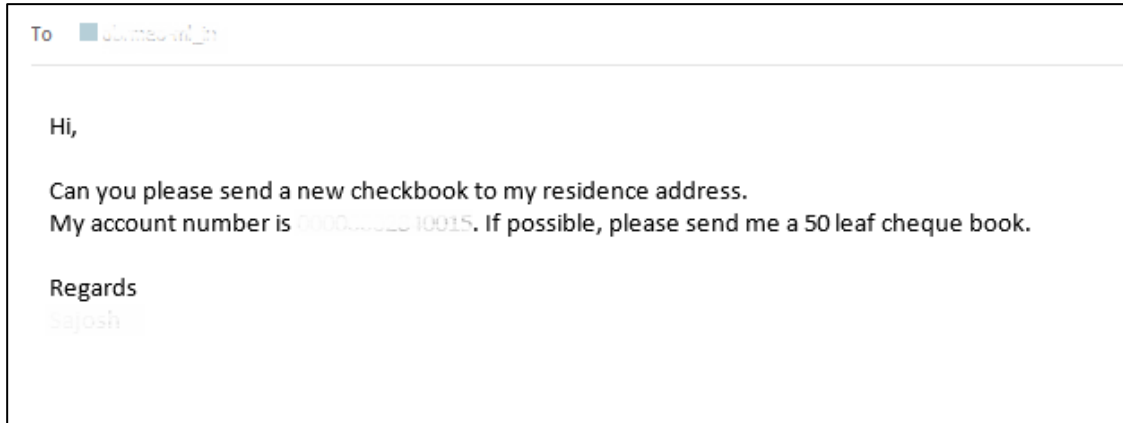 To
Hi,
Can you please send a new checkbook to my residence address.
My account number is . If possible, please send me a 50 leaf cheque book.
Regards
Sajosh